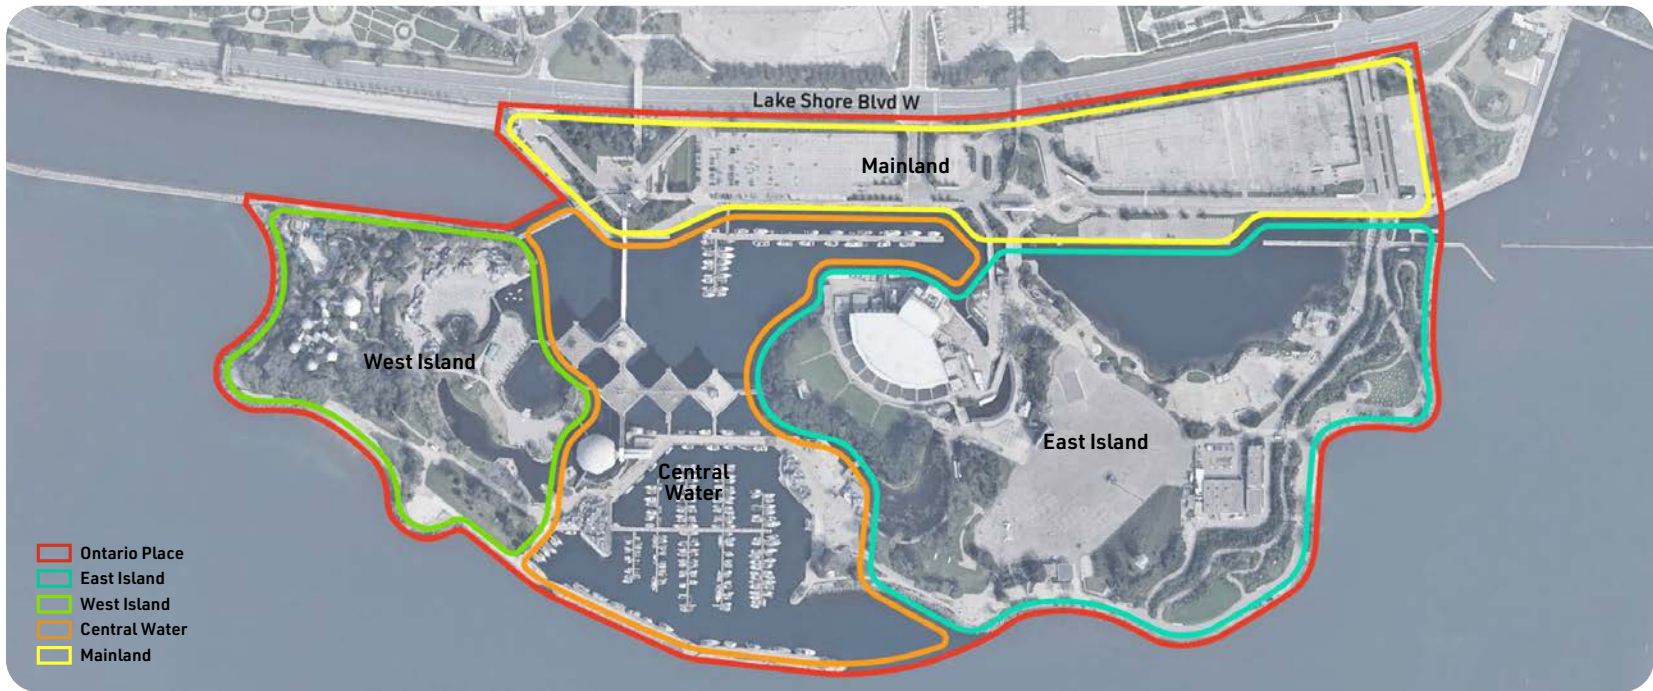 Lake Shore Blvd W
Mainland
West Island
East Island
Central
Water
Ontario Place
East Island
West Island
Central Water
Mainland